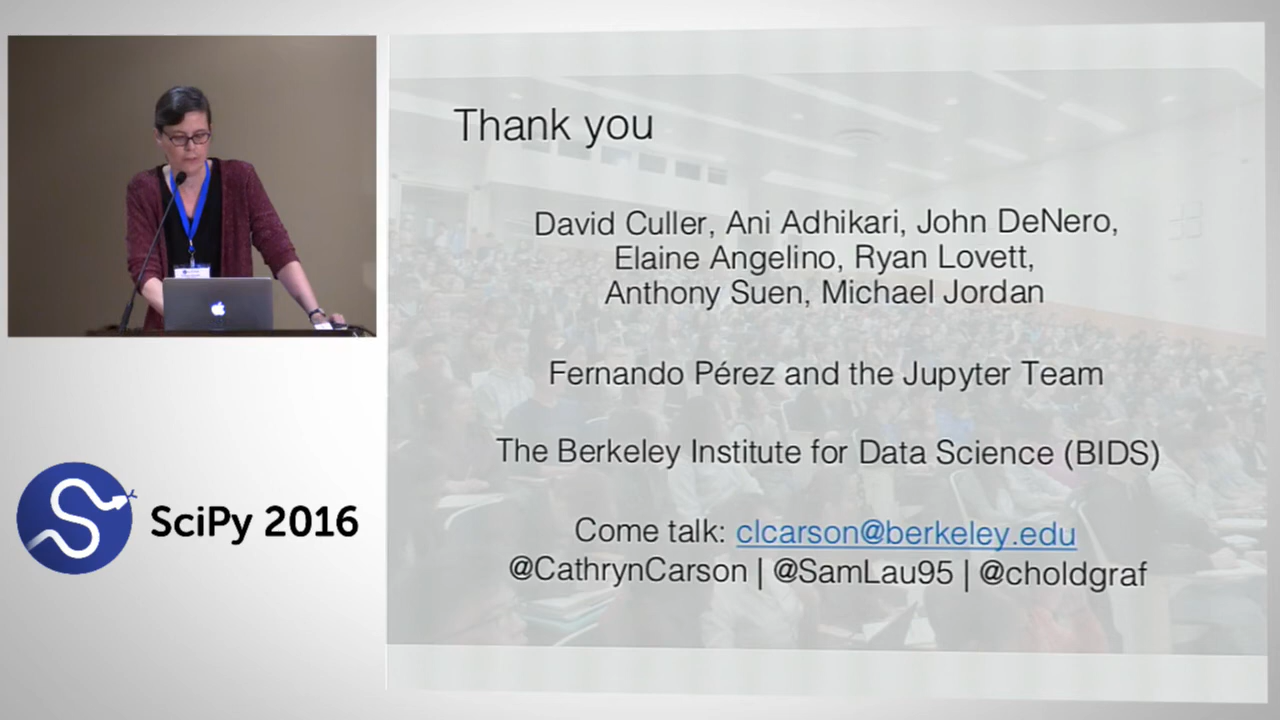 Thank you
David Culler, Ani Adhikari, John DeNero,
Elaine Angelino, Ryan Lovett,
Anthony Suen, Michael Jordan
Fernando Pérez and the Jupyter Team
The Berkeley Institute for Data Science (BIDS)
Come talk: clcarson@berkeley.edu
@CathrynCarson | @SamLau95 | @choldgraf
SciPy 2016